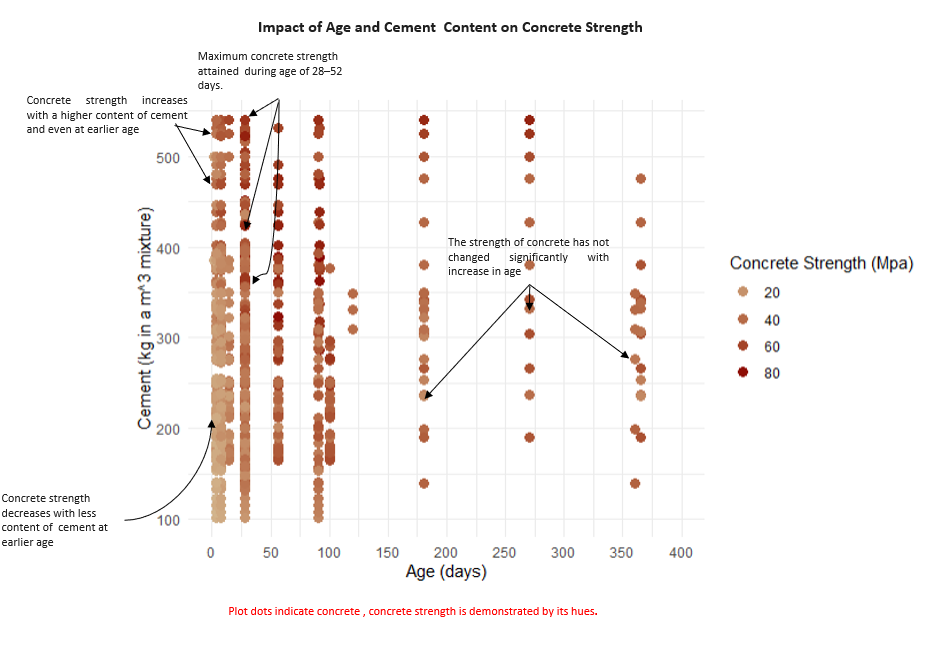 Impact of Age and Cement Content on Concrete Strength
Maximum concrete strength
attained during age of 28–52
days.
Concrete strength increases
with a higher content of cement
and even at earlier age
500
400
300
200
100
Cement (kg in a m^3 mixture)
The strength of concrete has not
changed significantly with
increase in age
Concrete Strength (Mpa)
20
40
60
80
Concrete strength
decreases with less
content of cement at
earlier age
0 50 100 150 200 250 300 350 400
Age (days)
Plot dots indicate concrete , concrete strength is demonstrated by its hues.